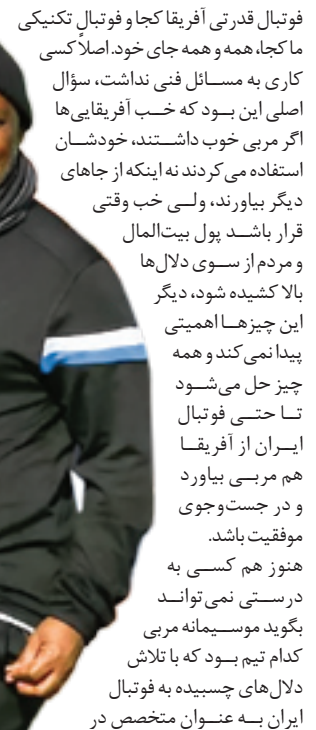 فوتبال قدرتی آفریقا کجا و فوتبال تکنیکی
ما کجا، همه و همه جای خود. اصلاً کسی
کاری به مسائل فنی نداشت، سؤال
اصلی این بود که خب آفریقایی‌ها
اگر مربی خوب داشتند، خودشان
استفاده می‌کردند نه اینکه از جاهای
دیگر بیاورند، ولی خب وقتی
قرار باشد پول بیت‌المال
و مردم از سوی دلال‌ها
بالا کشیده شود، دیگر
این چیزها اهمیتی
پیدا نمی‌کند و همه
چیز حل می‌شود
تا حتی فوتبال
ایران از آفریقا
هم مربی بیاورد
و در جست‌وجوی
موفقیت باشد.
هنوز هم کسی به
درستی نمی‌تواند
بگوید موسیمانه مربی
کدام تیم بود که با تلاش
دلال‌های چسبیده به فوتبال
ایران به عنوان متخصص در